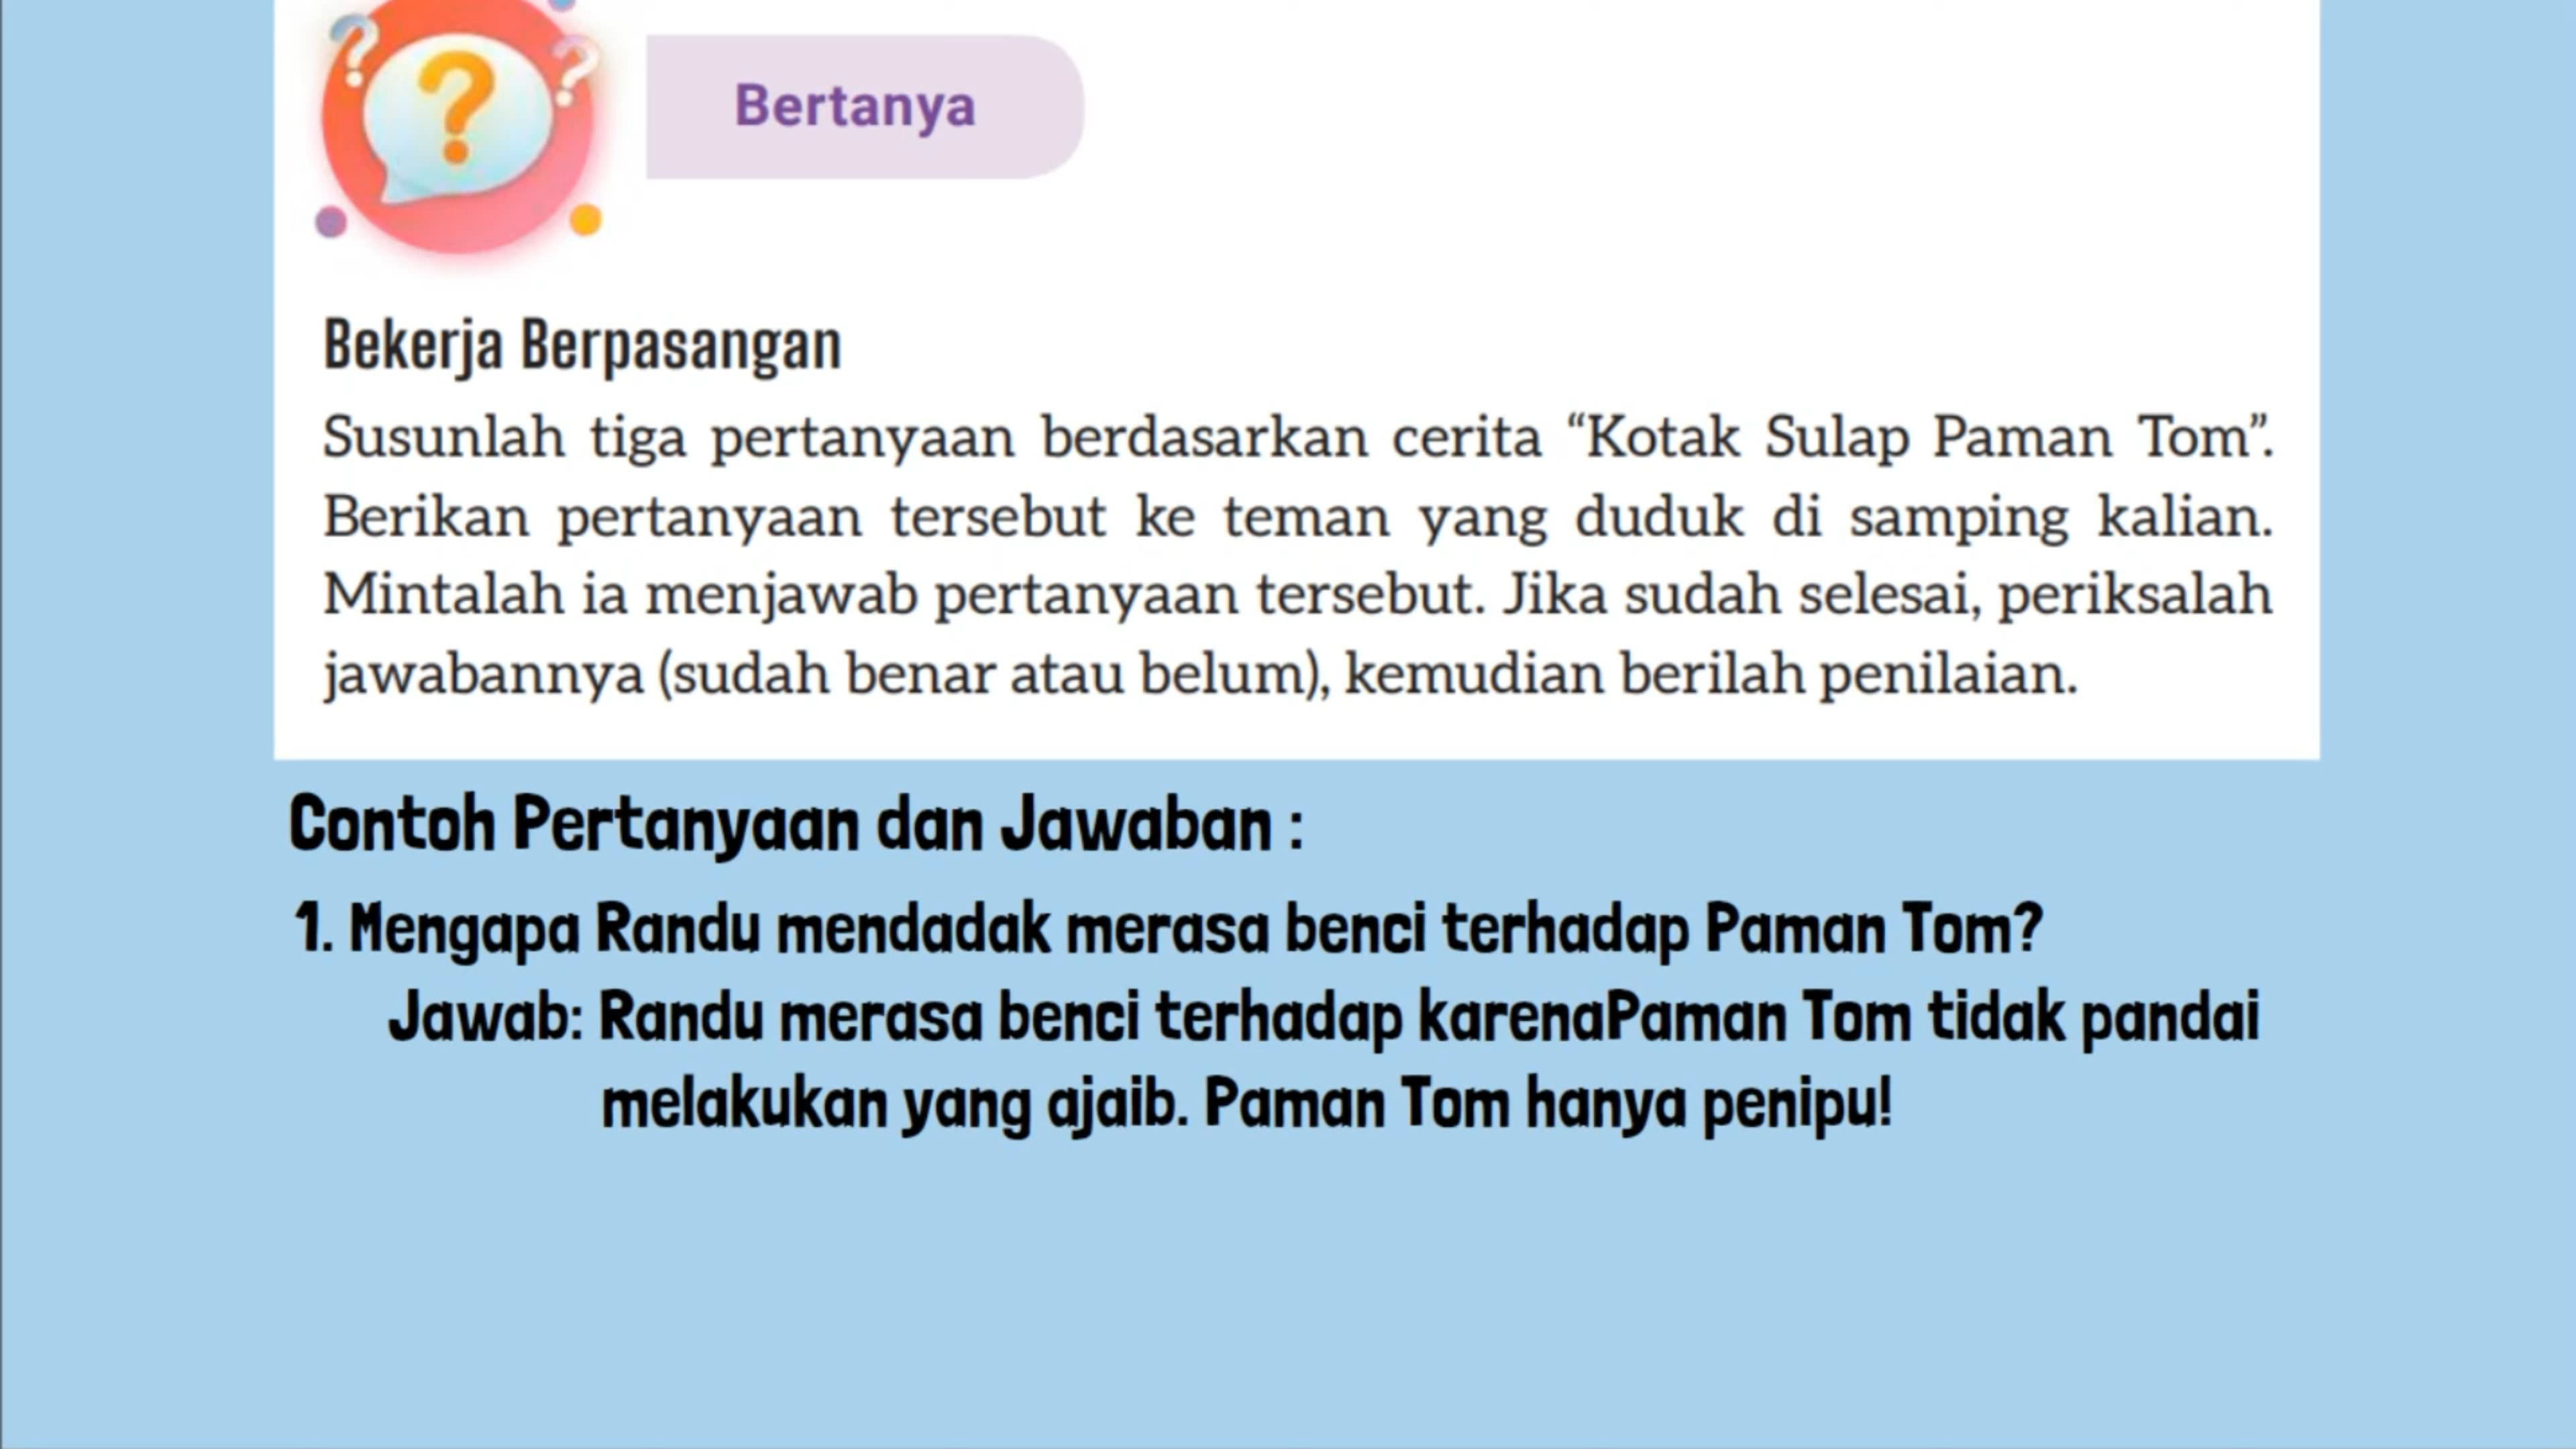 Bertanya
Bekerja Berpasangan
Susunlah tiga pertanyaan berdasarkan cerita “Kotak Sulap Paman Tom”.
Berikan pertanyaan tersebut ke teman yang duduk di samping kalian.
Mintalah ia menjawab pertanyaan tersebut. Jika sudah selesai, periksalah
jawabannya (sudah benar atau belum), kemudian berilah penilaian.
Contoh Pertanyaan dan Jawaban :
1. Mengapa Randu mendadak merasa benci terhadap Paman Tom?
Jawab: Randu merasa benci terhadap karenaPaman Tom tidak pandai
melakukan yang ajaib. Paman Tom hanya penipu!